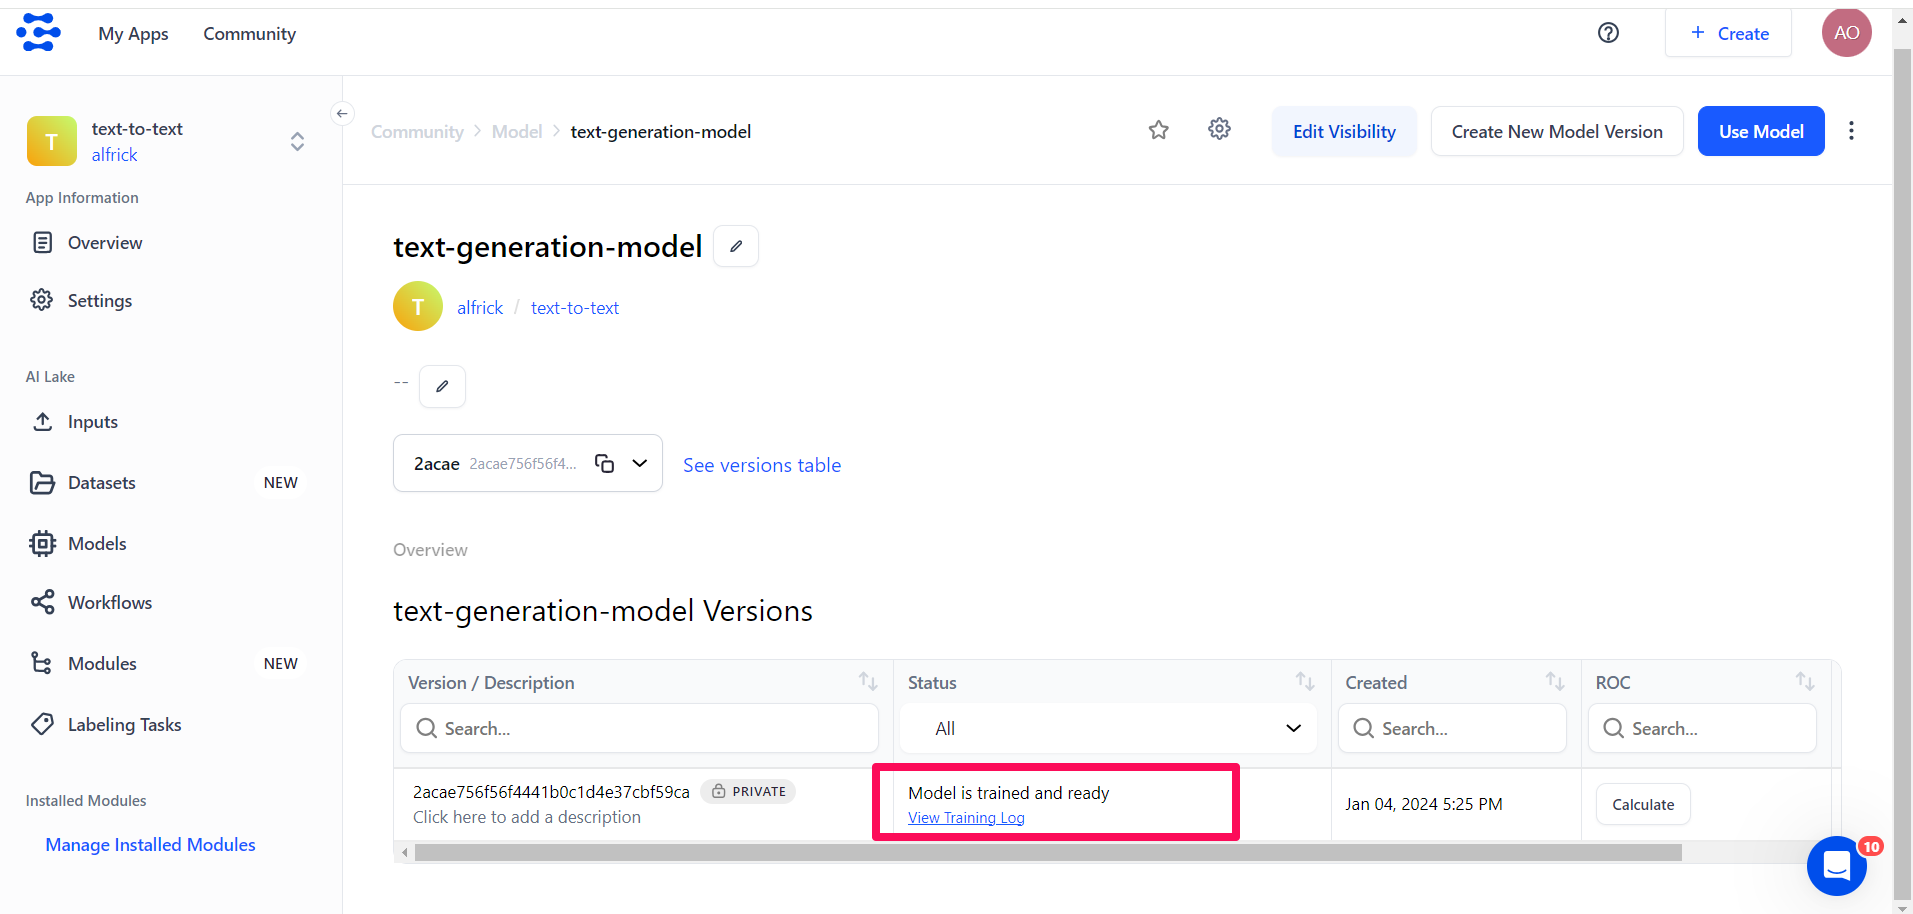 My Apps
Community
+ Create
AO
T
text-to-text
alfrick
App Information
Overview
Settings
AI Lake
Inputs
Datasets
NEW
Models
Workflows
Modules
NEW
Labeling Tasks
Installed Modules
Manage Installed Modules
Community > Model > text-generation-model
Edit Visibility
Create New Model Version
Use Model
text-generation-model
T
alfrick / text-to-text
--
2acae 2acae756f56f4...
See versions table
Overview
text-generation-model Versions
Version / Description
Status
Created
ROC
Search...
All
Search...
Search...
2acae756f56f4441b0c1d4e37cbf59ca PRIVATE
Click here to add a description
Model is trained and ready
View Training Log
Jan 04, 2024 5:25 PM
Calculate
10